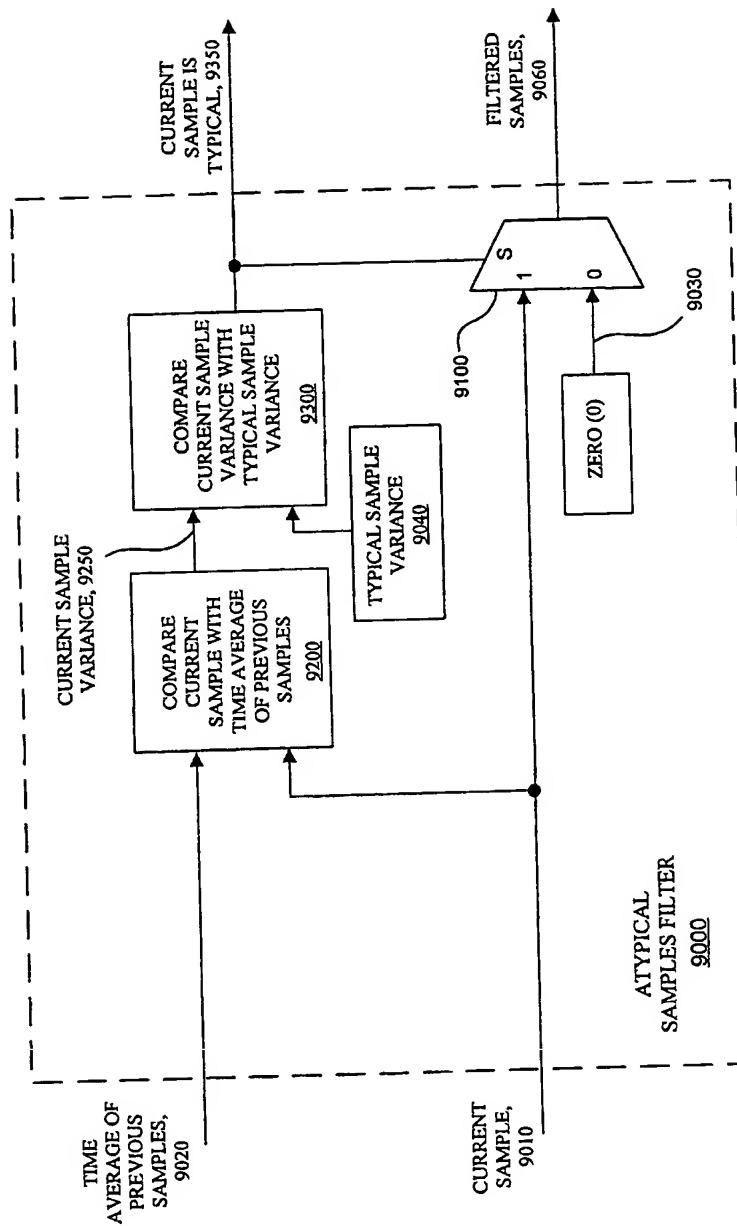 TIME
AVERAGE OF
PREVIOUS
SAMPLES,
9020
CURRENT
SAMPLE,
9010
CURRENT SAMPLE
VARIANCE, 9250
COMPARE
CURRENT
SAMPLE WITH
TIME AVERAGE
OF PREVIOUS
SAMPLES
9200
COMPARE
CURRENT SAMPLE
VARIANCE WITH
TYPICAL SAMPLE
VARIANCE
9300
TYPICAL SAMPLE
VARIANCE
9040
ZERO (0)
9030
9100
S
1
0
CURRENT
SAMPLE IS
TYPICAL, 9350
FILTERED
SAMPLES,
9060
ATYPICAL
SAMPLES FILTER
9000